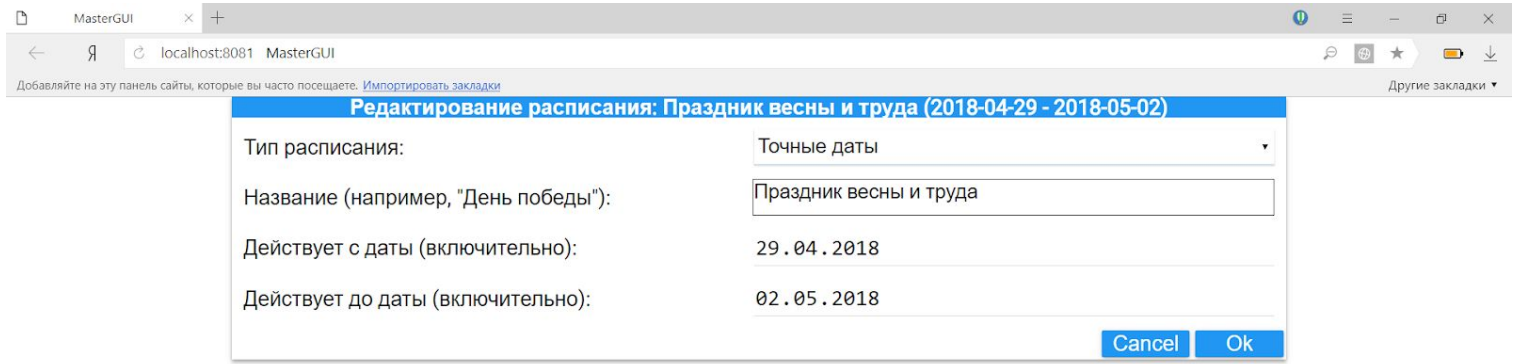 MasterGUI
Я localhost:8081 MasterGUI
Добавляйте на эту панель сайты, которые вы часто посещаете. Импортировать закладки Другие закладки
Редактирование расписания: Праздник весны и труда (2018-04-29 - 2018-05-02)
Тип расписания: Точные даты
Название (например, "День победы"): Праздник весны и труда
Действует с даты (включительно): 29.04.2018
Действует до даты (включительно): 02.05.2018
Cancel Ok